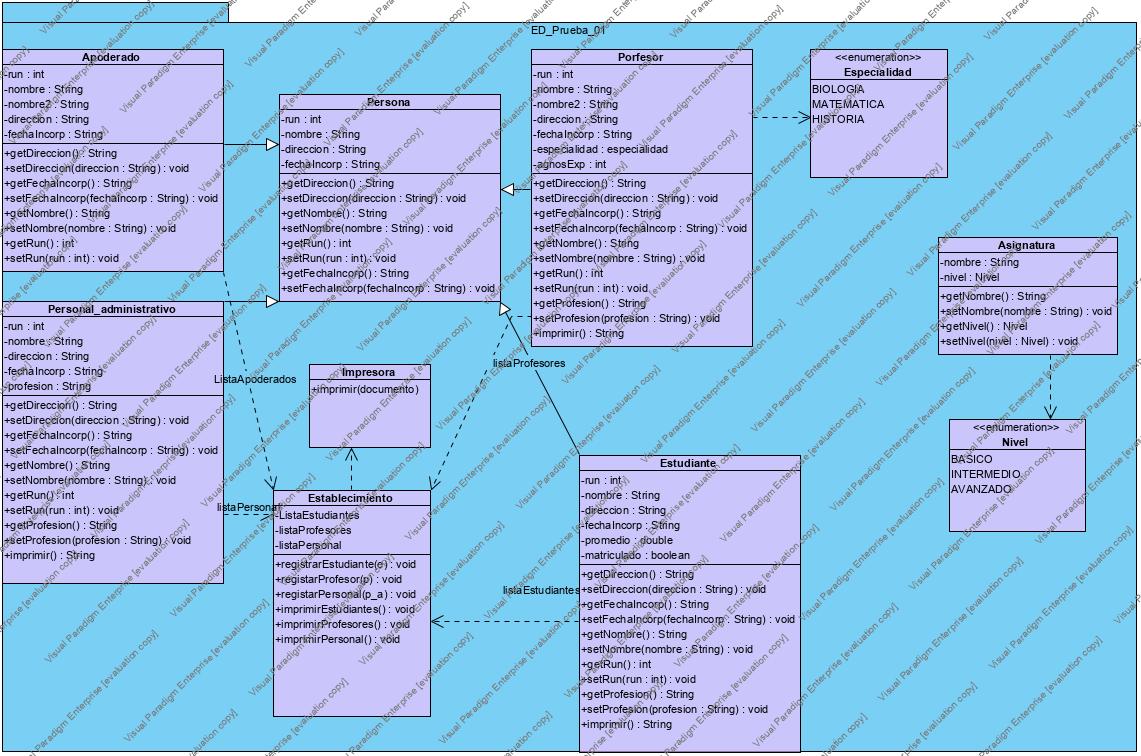 ED_Prueba_01
Apoderado
-run : int
-nombre : String
-nombre2 : String
-direccion : String
-fechaIncorp : String
+getDireccion() : String
+setDireccion(direccion : String) : void
+getFechaIncorp() : String
+setFechaIncorp(fechaIncorp : String) : void
+getNombre() : String
+setNombre(nombre : String) : void
+getRun() : int
+setRun(run : int) : void
Persona
-run : int
-nombre : String
-direccion : String
-fechaIncorp : String
+getDireccion() : String
+setDireccion(direccion : String) : void
+getNombre() : String
+setNombre(nombre : String) : void
+getRun() : int
+setRun(run : int) : void
+getFechaIncorp() : String
+setFechaIncorp(fechaIncorp : String) : void
Porfesor
-run : int
-nombre : String
-nombre2 : String
-direccion : String
-fechaIncorp : String
-especialidad : especialidad
-agnosExp : int
+getDireccion() : String
+setDireccion(direccion : String) : void
+getFechaIncorp() : String
+setFechaIncorp(fechaIncorp : String) : void
+getNombre() : String
+setNombre(nombre : String) : void
+getRun() : int
+setRun(run : int) : void
+getProfesion() : String
+setProfesion(profesion : String) : void
+imprimir() : String
<<enumeration>>
Especialidad
BIOLOGIA
MATEMATICA
HISTORIA
Asignatura
-nombre : String
-nivel : Nivel
+getNombre() : String
+setNombre(nombre : String) : void
+getNivel() : Nivel
+setNivel(nivel : Nivel) : void
<<enumeration>>
Nivel
BASICO
INTERMEDIO
AVANZADO
Personal_administrativo
-run : int
-nombre : String
-direccion : String
-fechaIncorp : String
-profesion : String
+getDireccion() : String
+setDireccion(direccion : String) : void
+getFechaIncorp() : String
+setFechaIncorp(fechaIncorp : String) : void
+getNombre() : String
+setNombre(nombre : String) : void
+getRun() : int
+setRun(run : int) : void
+getProfesion() : String
+setProfesion(profesion : String) : void
+imprimir() : String
ListaApoderados
listaPersonal
listaProfesores
listaEstudiantes
Impresora
+imprimir(documento)
Establecimiento
-ListaEstudiantes
-listaProfesores
-listaPersonal
+registrarEstudiante(e) : void
+registarProfesor(p) : void
+registarPersonal(p_a) : void
+imprimirEstudiantes() : void
+imprimirProfesores() : void
+imprimirPersonal() : void
Estudiante
-run : int
-nombre : String
-direccion : String
-fechaIncorp : String
-promedio : double
-matriculado : boolean
+getDireccion() : String
+setDireccion(direccion : String) : void
+getFechaIncorp() : String
+setFechaIncorp(fechaIncorp : String) : void
+getNombre() : String
+setNombre(nombre : String) : void
+getRun() : int
+setRun(run : int) : void
+getProfesion() : String
+setProfesion(profesion : String) : void
+imprimir() : String
Visual Paradigm Enterprise [evaluation copy]